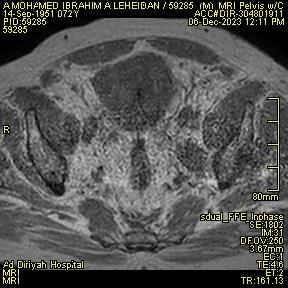 A MOHAMED IBRAHIM A LEHEIDAN / 59285 (M) MRI Pelvis w/C
14-Sep-1951 072Y
ACC#DIR-304801911
PID:59285
06-Dec-2023 12:11 PM
59285
R
80mm
sdual_FFE_Inphase
SE:1802
IM:31
DFOV:250
3.67mm
EC:1
Ad Diriyah Hospital
TE:4.6
MRI
ET:2
MRI
TR:161.13